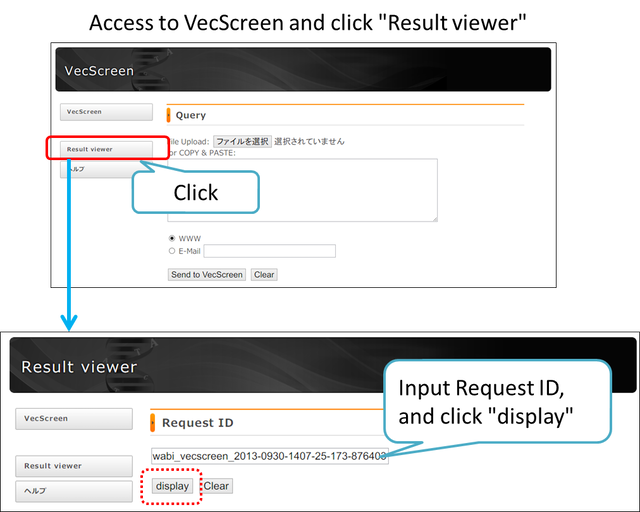 Access to VecScreen and click "Result viewer"
VecScreen
VecScreen
Query
Result viewer
ile Upload: ファイルを選択 選択されていません
or COPY & PASTE:
ヘルプ
Click
WWW
E-Mail
Send to VecScreen Clear
Result viewer
Input Request ID,
and click "display"
VecScreen
Request ID
wabi_vecscreen_2013-0930-1407-25-173-876403
Result viewer
display Clear
ヘルプ